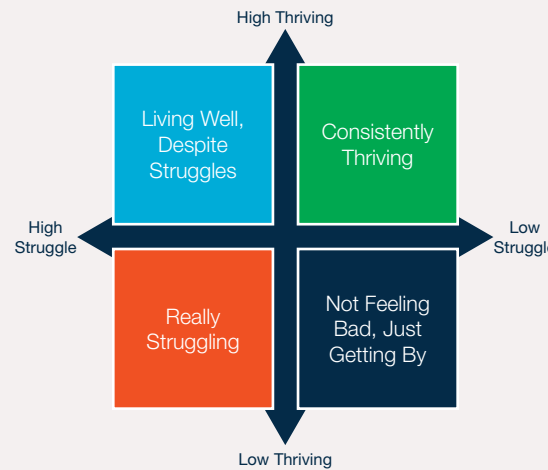 High Thriving
Living Well,
Despite
Struggles
Consistently
Thriving
High
Struggle
Low
Struggle
Really
Struggling
Not Feeling
Bad, Just
Getting By
Low Thriving